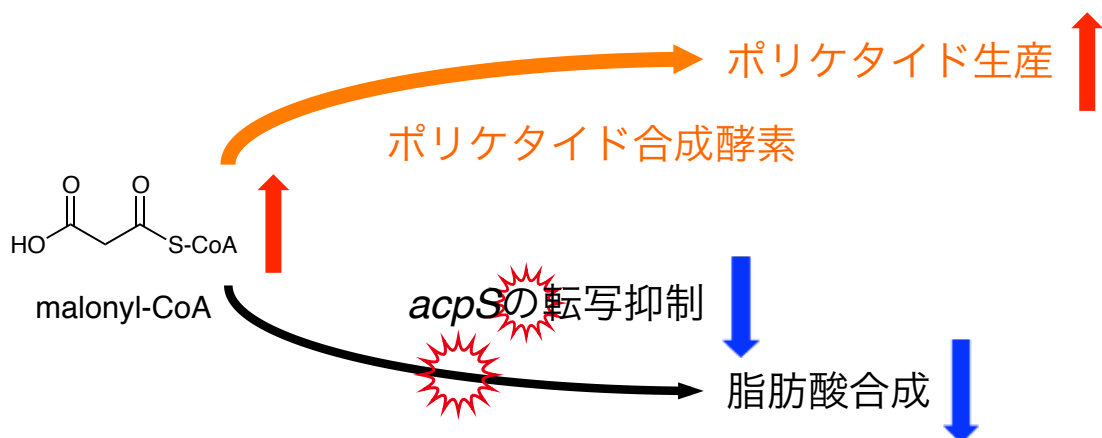 ポリケタイド生産
ポリケタイド合成酵素
O O
HO S-CoA
malonyl-CoA
acpSの転写抑制
脂肪酸合成